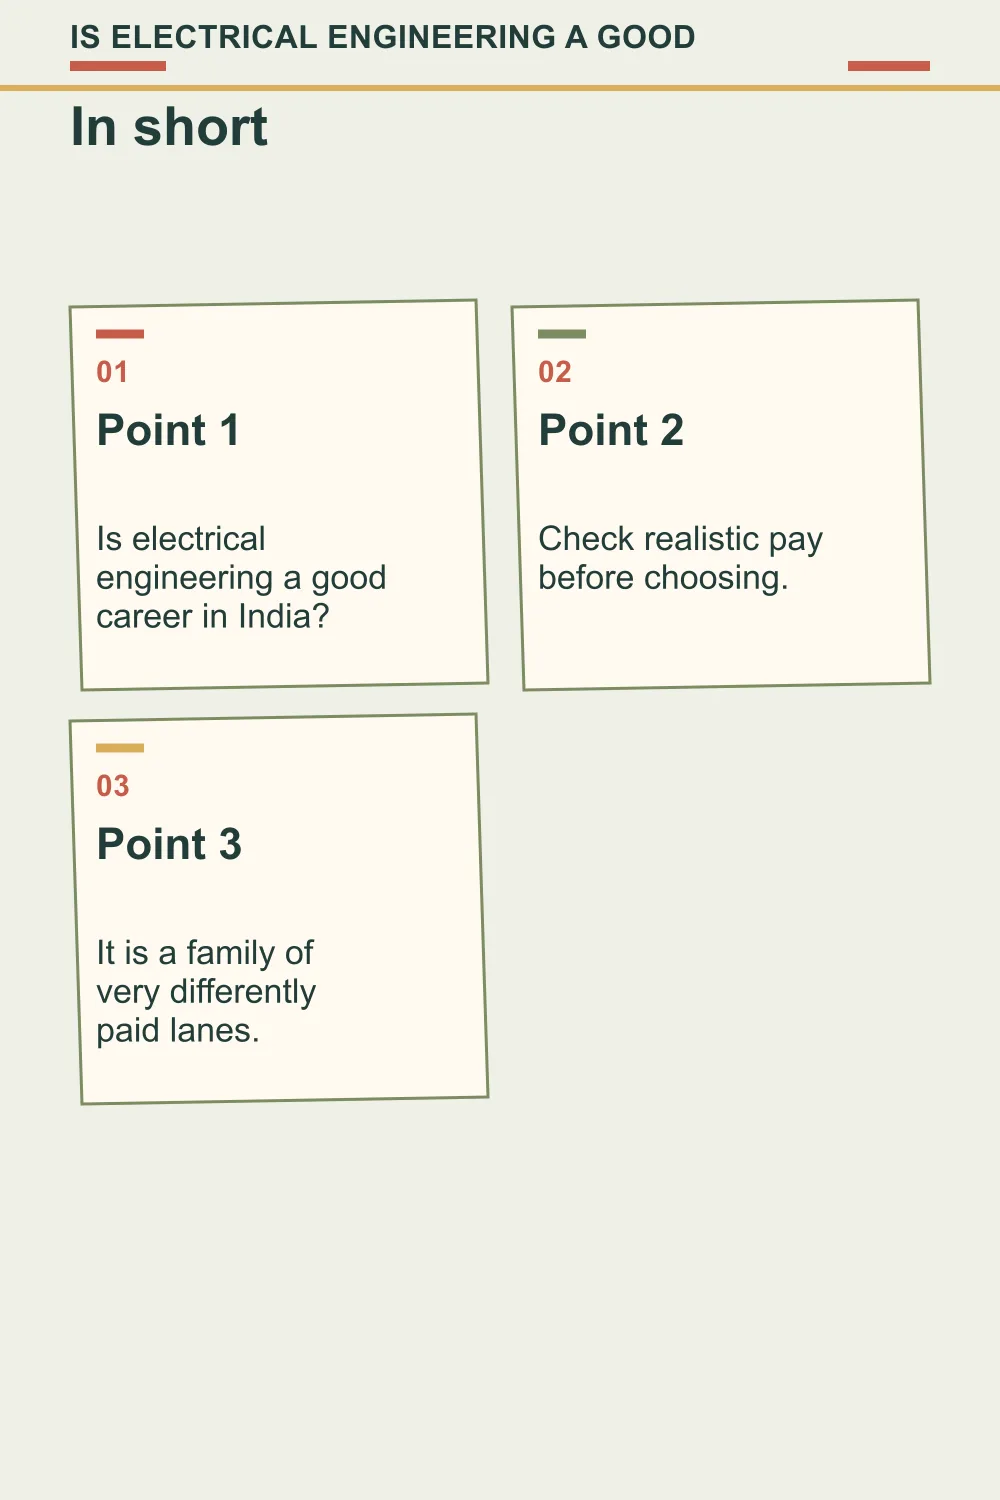 IS ELECTRICAL ENGINEERING A GOOD
In short
01
Point 1
Is electrical
engineering a good
career in India?
02
Point 2
Check realistic pay
before choosing.
03
Point 3
It is a family of
very differently
paid lanes.